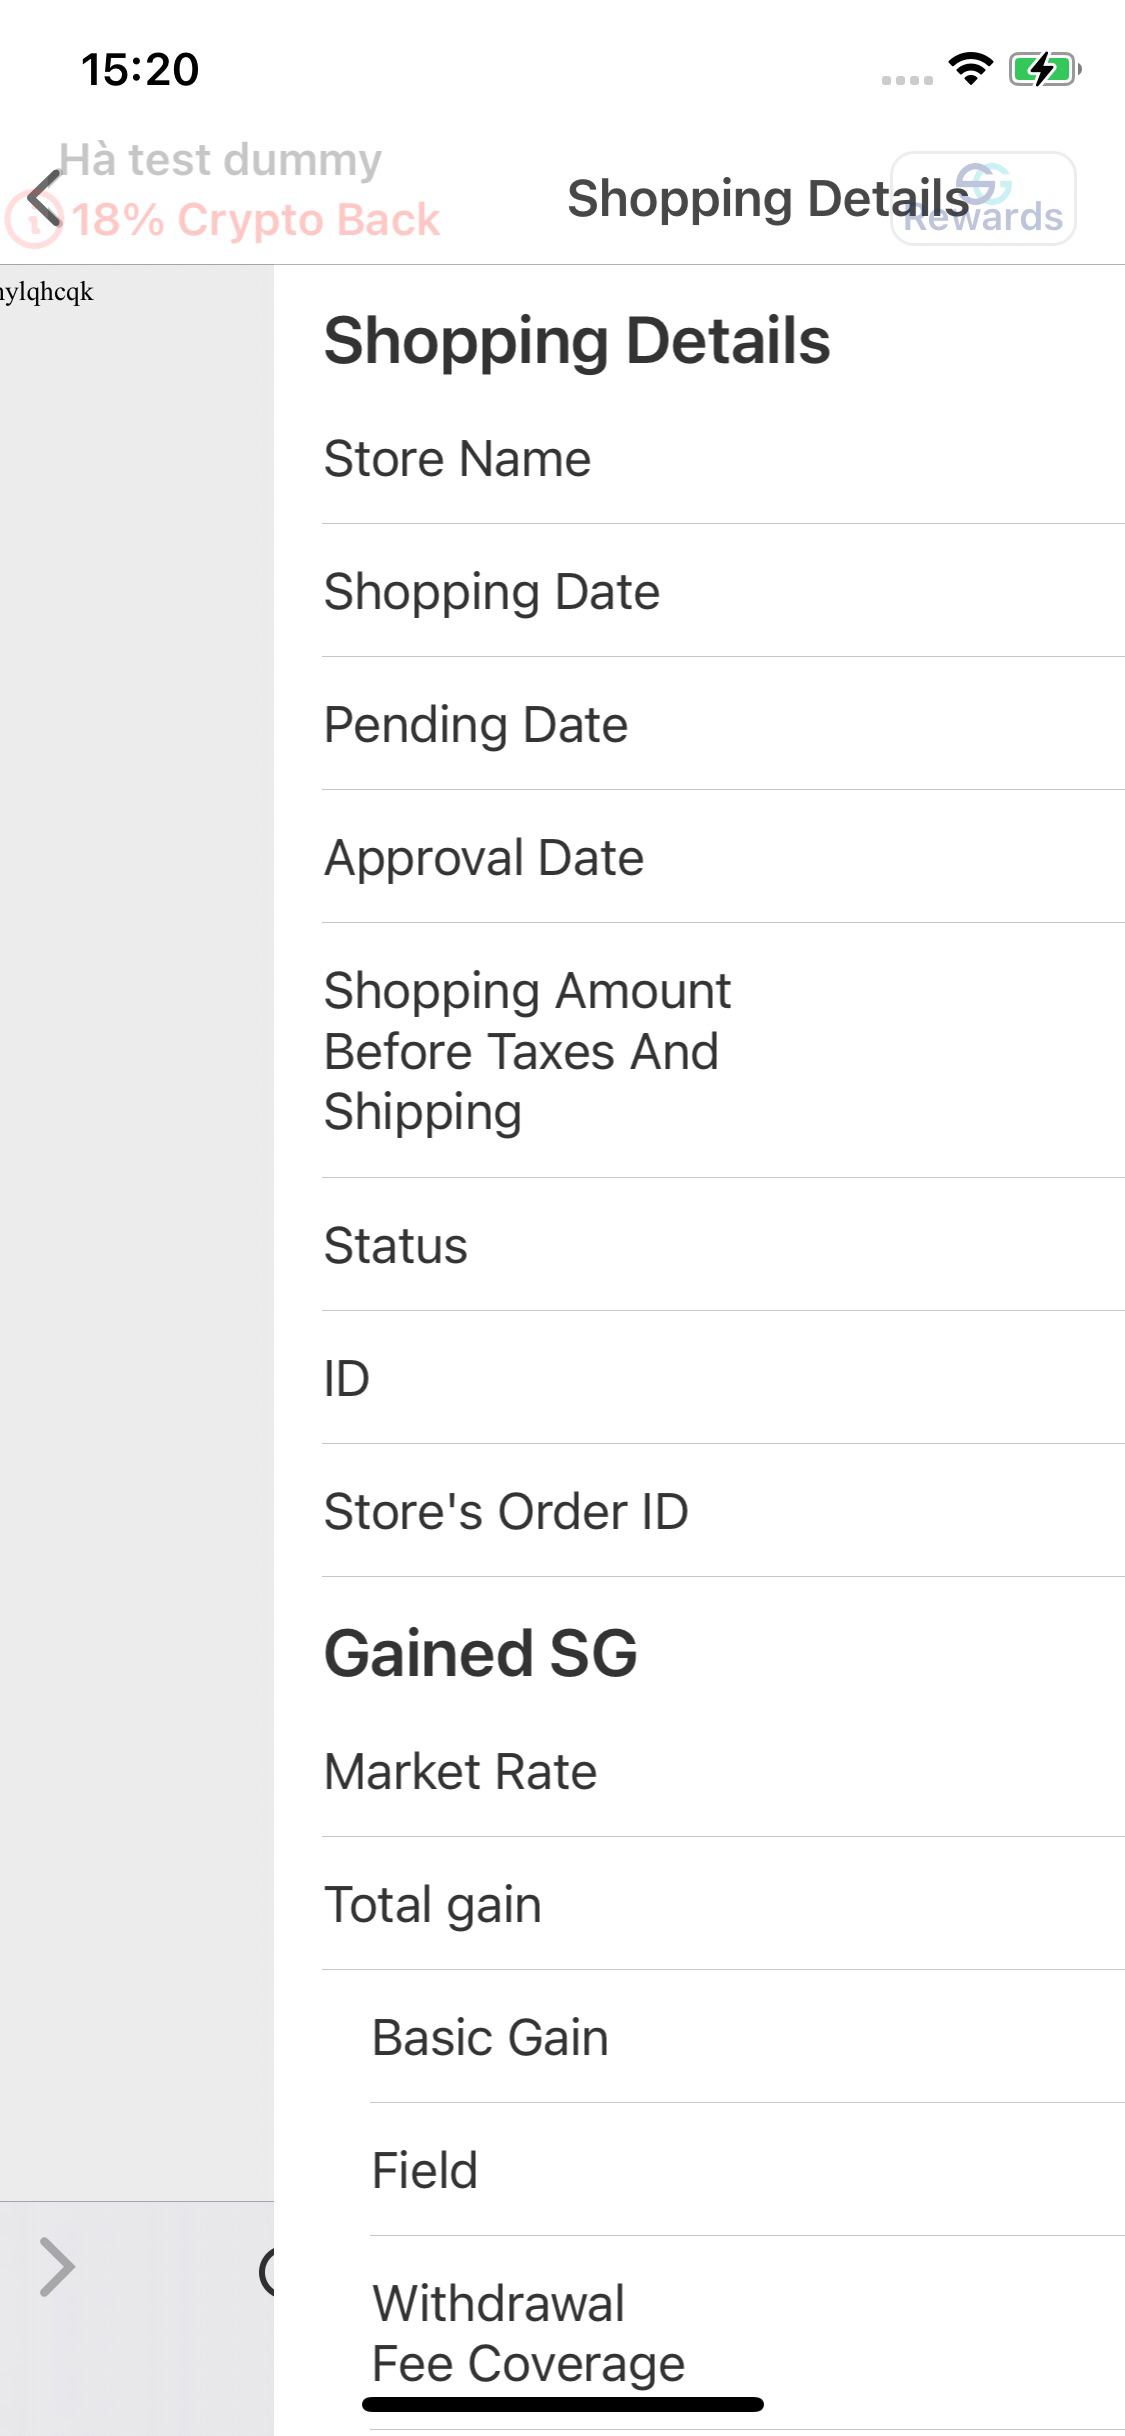 15:20
Hà test dummy
18% Crypto Back
Shopping Details
SG
Rewards
Shopping Details
Store Name
Shopping Date
Pending Date
Approval Date
Shopping Amount
Before Taxes And
Shipping
Status
ID
Store's Order ID
Gained SG
Market Rate
Total gain
Basic Gain
Field
Withdrawal
Fee Coverage